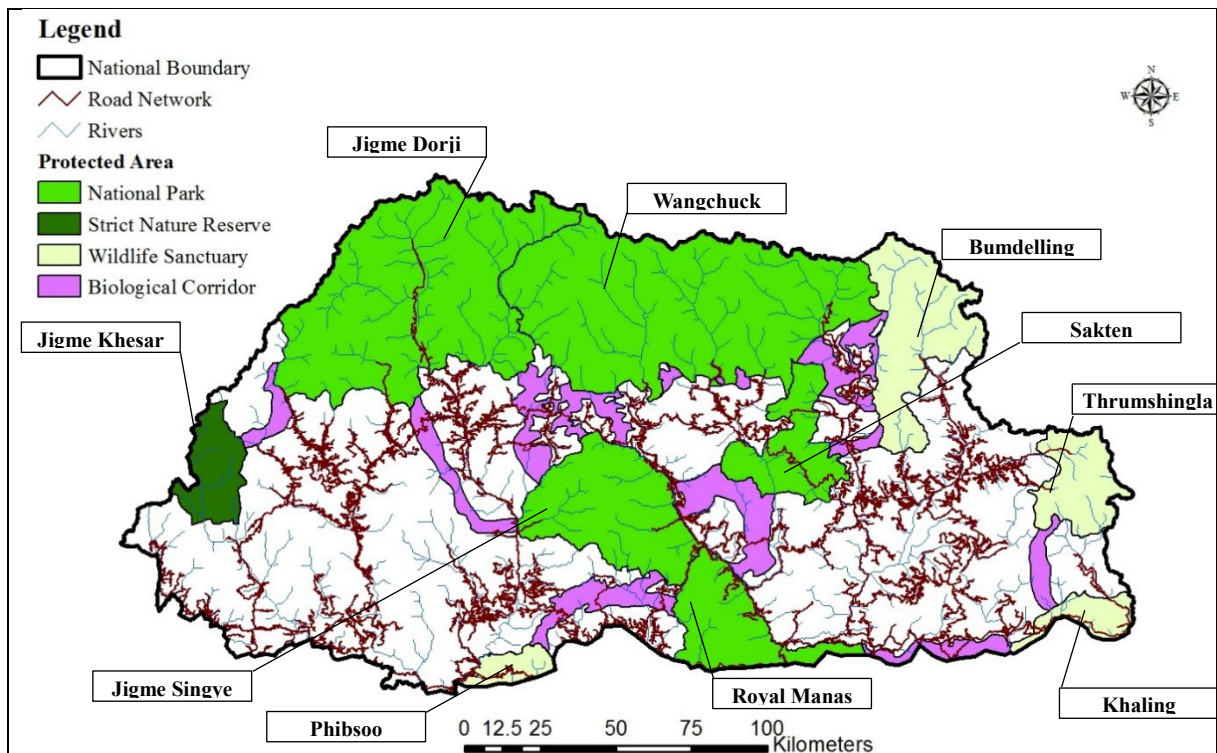 Legend
National Boundary
Road Network
Rivers
Protected Area
National Park
Strict Nature Reserve
Wildlife Sanctuary
Biological Corridor
N
W E
S
Jigme Dorji
Wangchuck
Bumdelling
Sakten
Jigme Khesar
Thrumshingla
Jigme Singye
Phibsoo
Royal Manas
Khaling
0 12.5 25 50 75 100
Kilometers